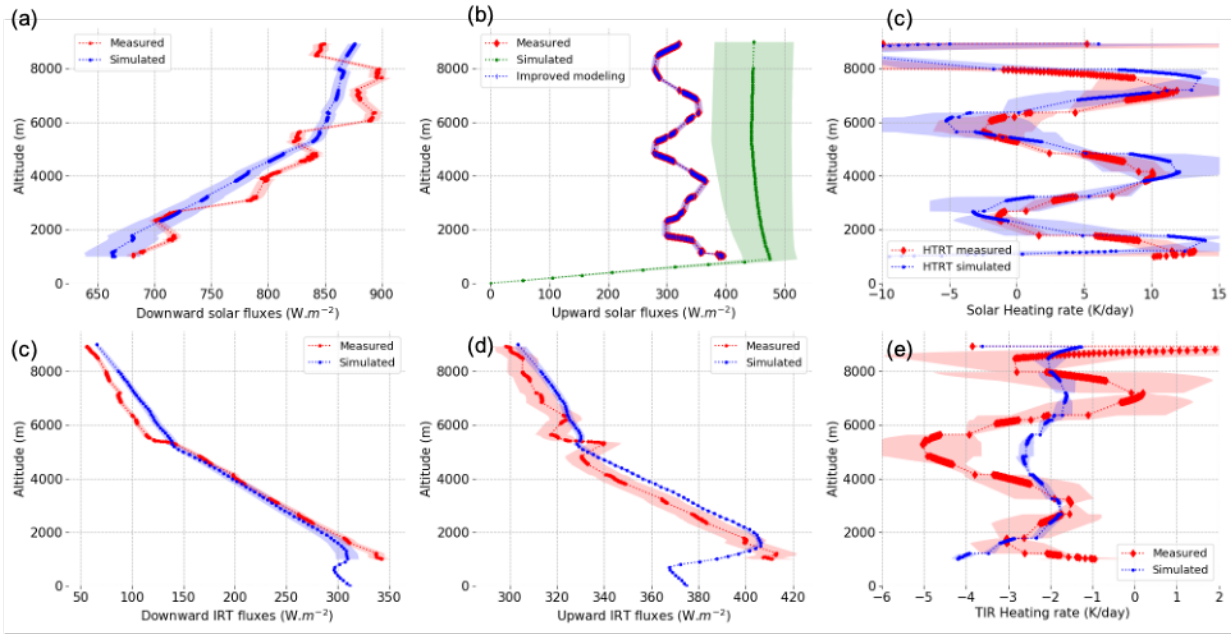 (a)
Measured
Simulated
Altitude (m)
8000
6000
4000
2000
0
650 700 750 800 850 900
Downward solar fluxes (W.m⁻²)
(b)
Measured
Simulated
Improved modeling
Altitude (m)
8000
6000
4000
2000
0
0 100 200 300 400 500
Upward solar fluxes (W.m⁻²)
(c)
Altitude (m)
8000
6000
4000
2000
0
HTRT measured
HTRT simulated
−10 −5 0 5 10 15
Solar Heating rate (K/day)
(c)
Measured
Simulated
Altitude (m)
8000
6000
4000
2000
0
50 100 150 200 250 300 350
Downward IRT fluxes (W.m⁻²)
(d)
Measured
Simulated
Altitude (m)
8000
6000
4000
2000
0
300 320 340 360 380 400 420
Upward IRT fluxes (W.m⁻²)
(e)
Altitude (m)
8000
6000
4000
2000
0
Measured
Simulated
−6 −5 −4 −3 −2 −1 0 1 2
TIR Heating rate (K/day)